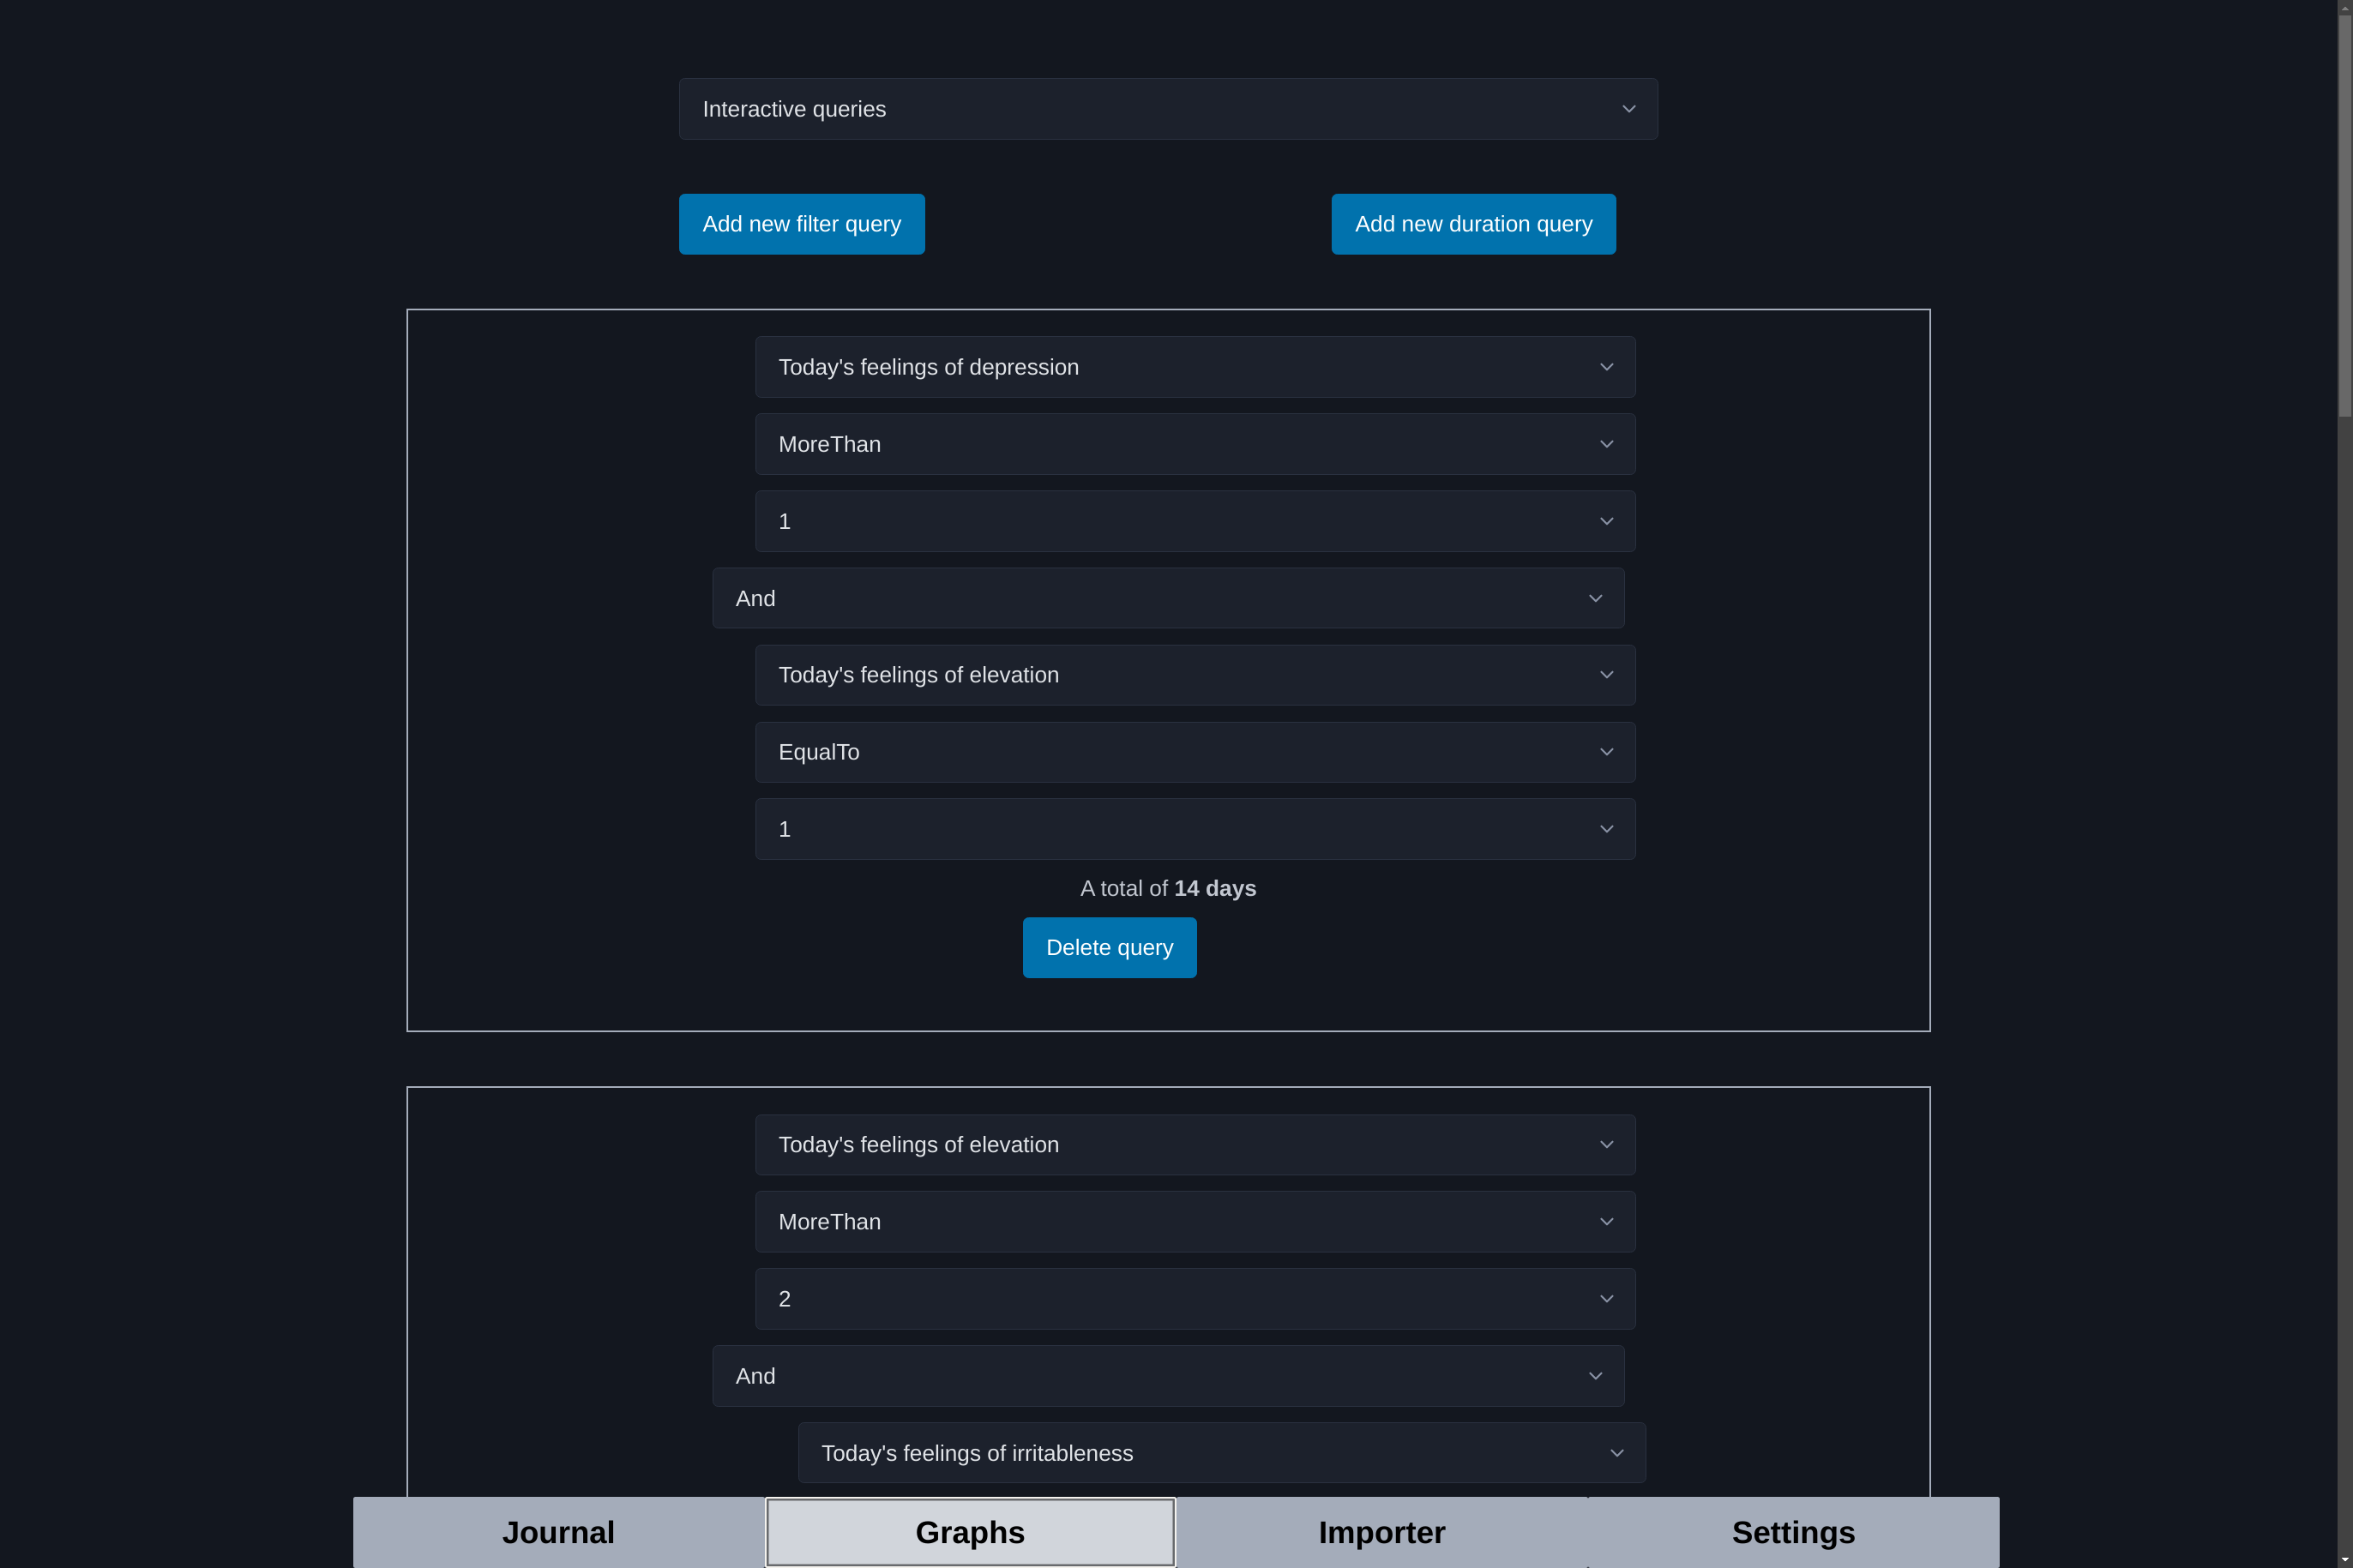 Interactive queries
Add new filter query
Add new duration query
Today's feelings of depression
MoreThan
1
And
Today's feelings of elevation
EqualTo
1
A total of 14 days
Delete query
Today's feelings of elevation
MoreThan
2
And
Today's feelings of irritableness
Journal
Graphs
Importer
Settings